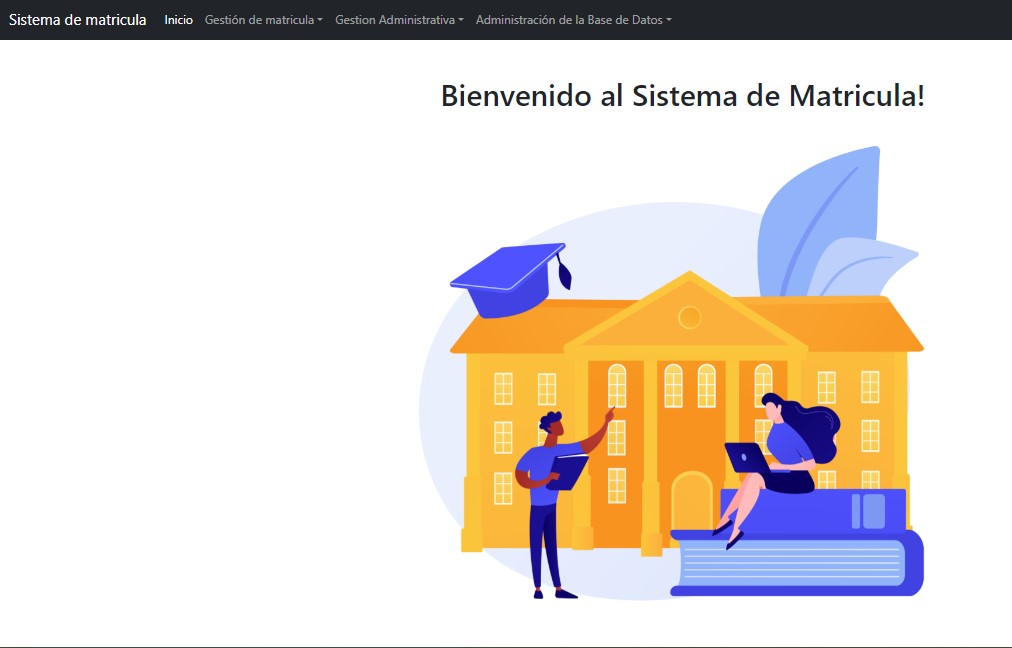 Sistema de matricula Inicio Gestión de matricula Gestion Administrativa Administración de la Base de Datos
Bienvenido al Sistema de Matricula!